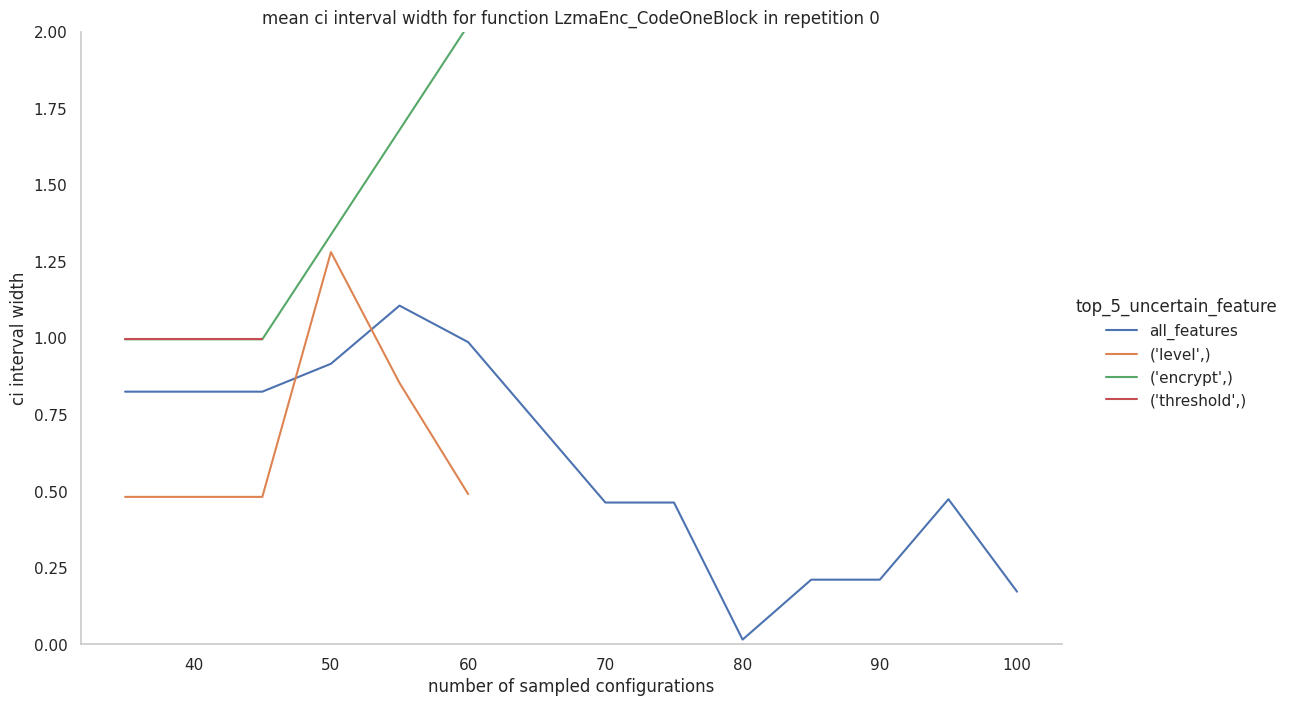 mean ci interval width for function LzmaEnc_CodeOneBlock in repetition 0
2.00
1.75
1.50
1.25
1.00
0.75
0.50
0.25
0.00
ci interval width
40 50 60 70 80 90 100
number of sampled configurations
top_5_uncertain_feature
all_features
('level',)
('encrypt',)
('threshold',)